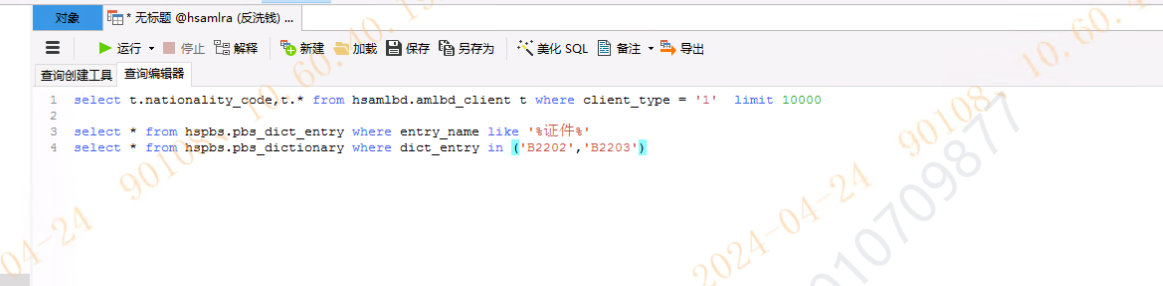 对象 * 无标题 @hsamlra (反洗钱) ...
运行 停止 解释 新建 加载 保存 另存为 美化 SQL 备注 导出
查询创建工具 查询编辑器
1 select t.nationality_code,t.* from hsamlbd.amlbd_client t where client_type = '1' limit 10000
2
3 select * from hspbs.pbs_dict_entry where entry_name like '%证件%'
4 select * from hspbs.pbs_dictionary where dict_entry in ('B2202','B2203')
90108 10.60.40.19
10.60.
2024-04-24 90108
04-24
0107098877